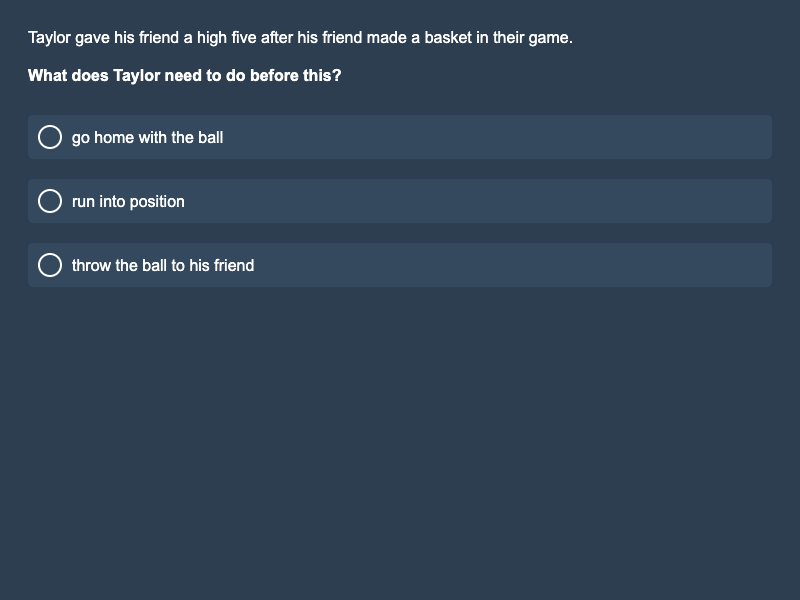 Taylor gave his friend a high five after his friend made a basket in their game.
What does Taylor need to do before this?
go home with the ball
run into position
throw the ball to his friend